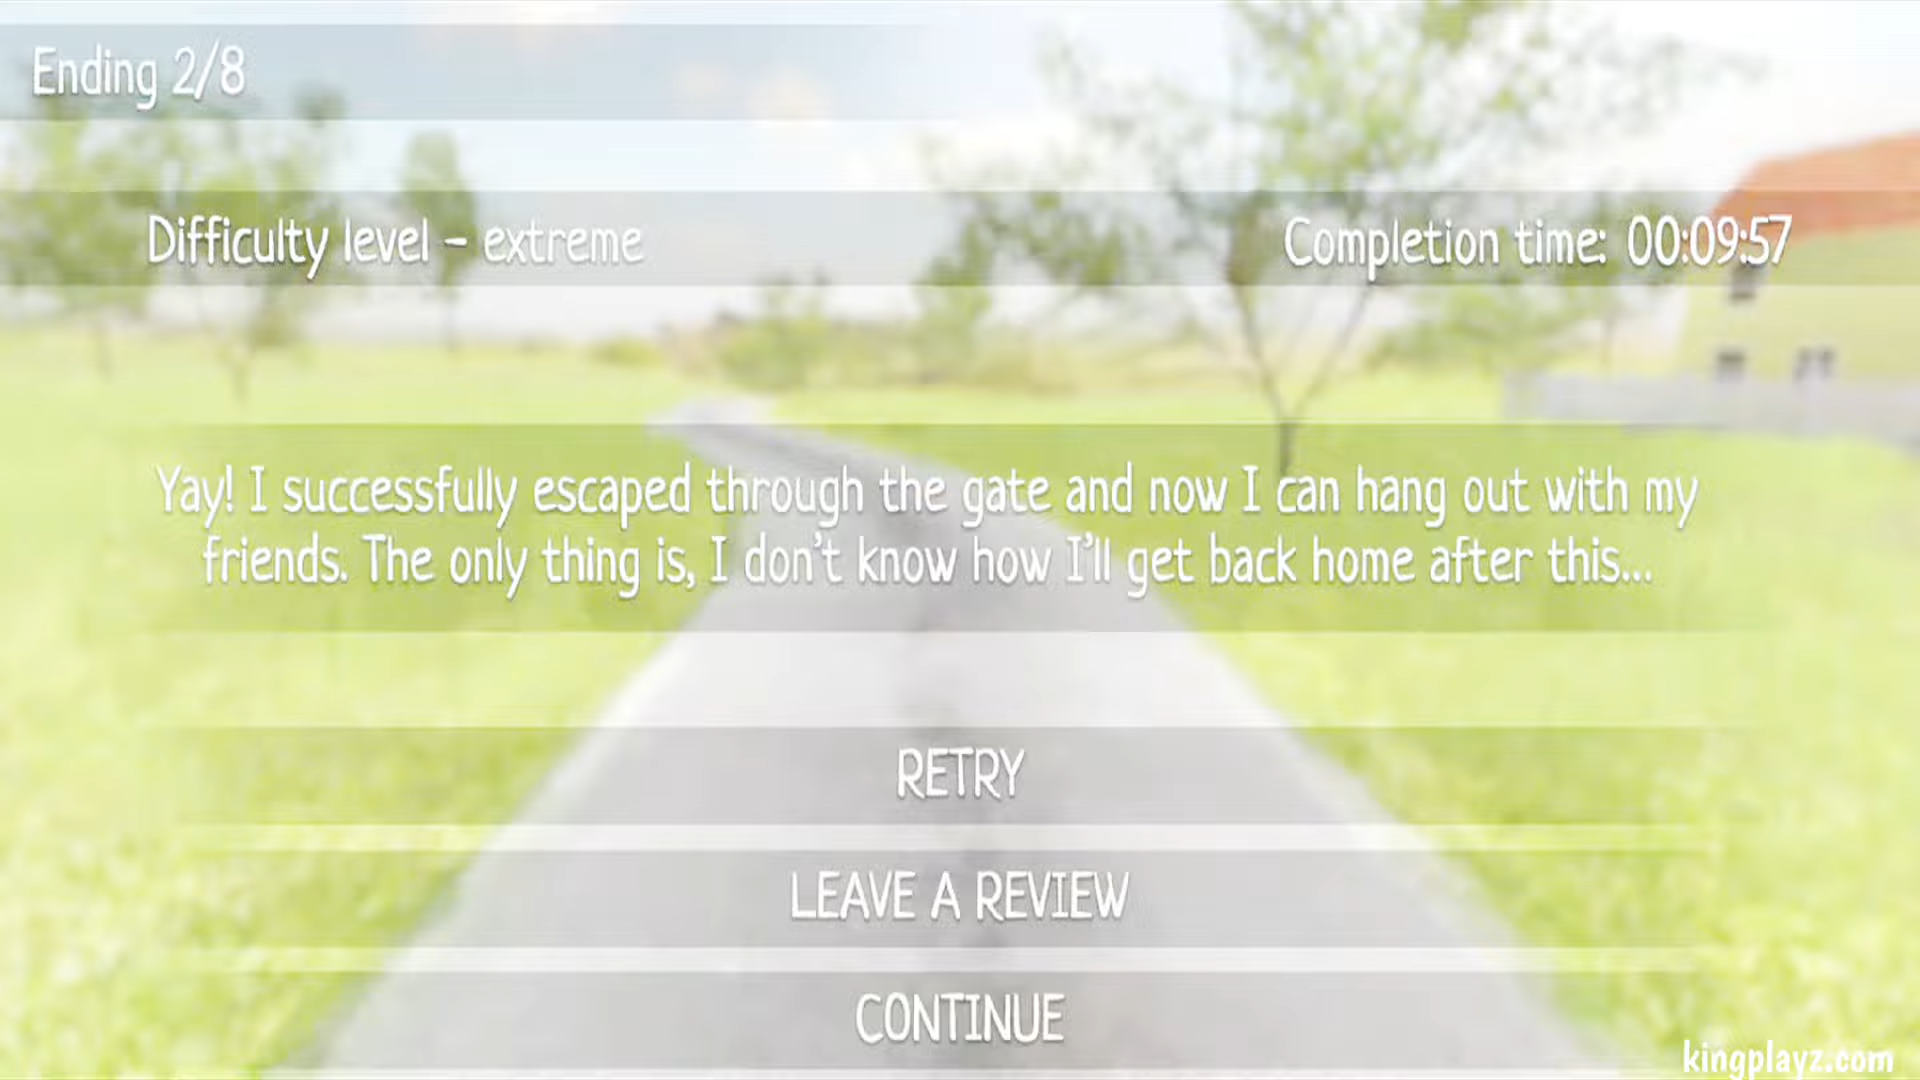 Ending 2/8
Difficulty level - extreme
Completion time: 00:09:57
Yay! I successfully escaped through the gate and now I can hang out with my
friends. The only thing is, I don't know how I'll get back home after this...
RETRY
LEAVE A REVIEW
CONTINUE
kingplayz.com